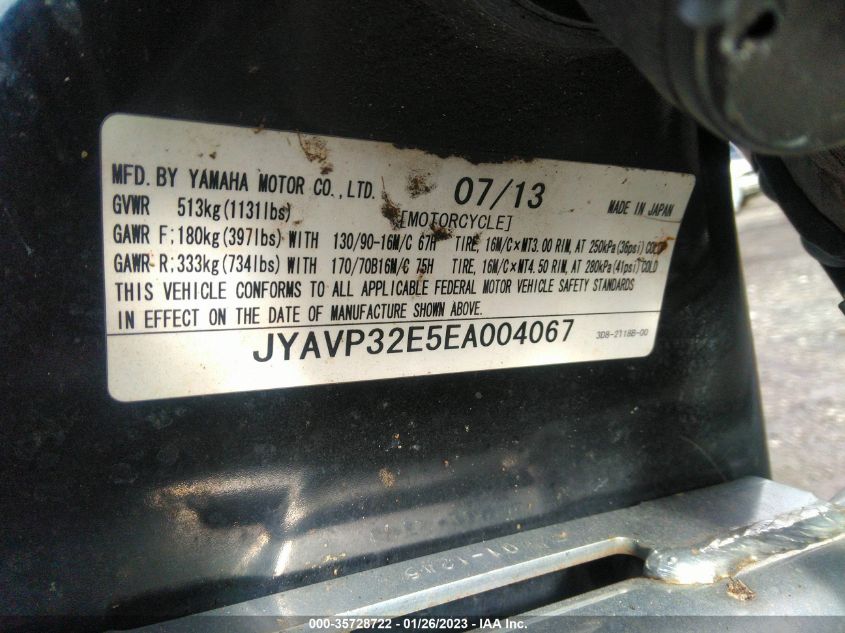 MFD. BY YAMAHA MOTOR CO., LTD. 07/13 MADE IN JAPAN
GVWR 513kg(1131lbs) [MOTORCYCLE]
GAWR F;180kg(397lbs) WITH 130/90-16M/C 67H TIRE, 16M/C×MT3.00 RIM, AT 250kPa(36psi) COLD
GAWR R;333kg(734lbs) WITH 170/70B16M/C 75H TIRE, 16M/C×MT4.50 RIM, AT 280kPa(41psi) COLD
THIS VEHICLE CONFORMS TO ALL APPLICABLE FEDERAL MOTOR VEHICLE SAFETY STANDARDS
IN EFFECT ON THE DATE OF MANUFACTURE SHOWN ABOVE.
JYAVP32E5EA004067 3D8-2118B-00
000-35728722 - 01/26/2023 - IAA Inc.